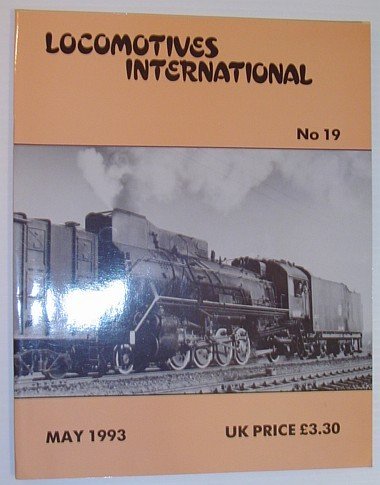 LOCOMOTIVES
INTERNATIONAL
No 19
MAY 1993
UK PRICE £3.30